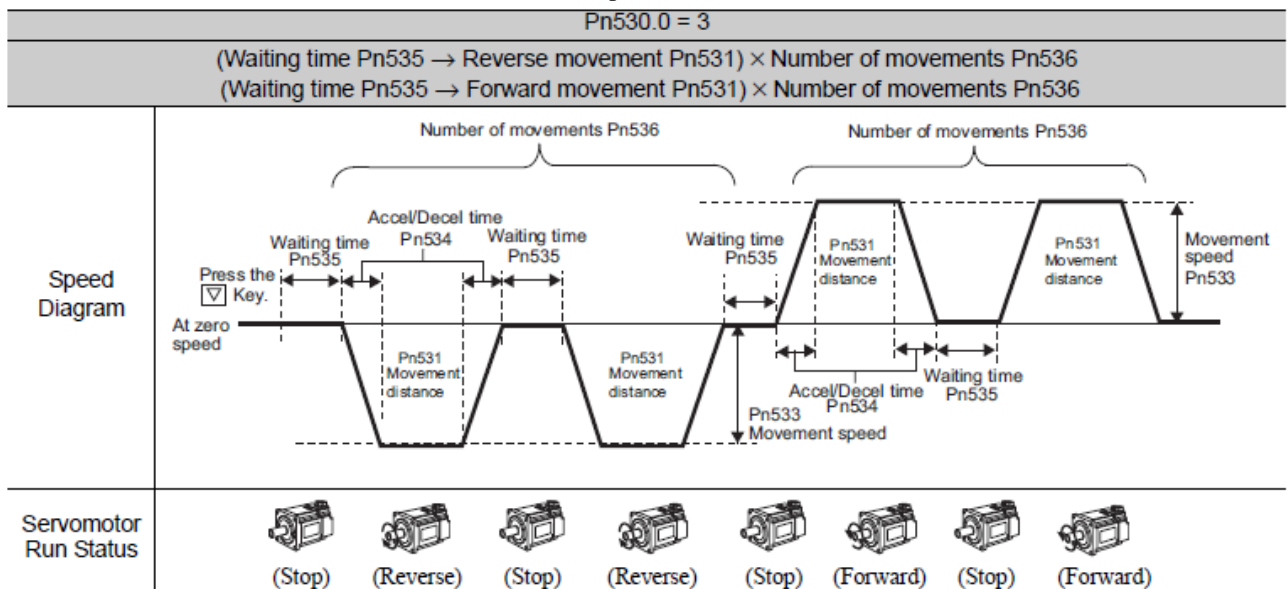 Pn530.0 = 3
(Waiting time Pn535 → Reverse movement Pn531) × Number of movements Pn536
(Waiting time Pn535 → Forward movement Pn531) × Number of movements Pn536
Speed
Diagram
Number of movements Pn536
Number of movements Pn536
Accel/Decel time
Pn534
Waiting time
Pn535
Waiting time
Pn535
Waiting time
Pn535
Press the
▽ Key.
At zero
speed
Pn531
Movement
distance
Pn531
Movement
distance
Pn531
Movement
distance
Pn531
Movement
distance
Movement
speed
Pn533
Accel/Decel time
Pn534
Waiting time
Pn535
Pn533
Movement speed
Servomotor
Run Status
(Stop) (Reverse) (Stop) (Reverse) (Stop) (Forward) (Stop) (Forward)